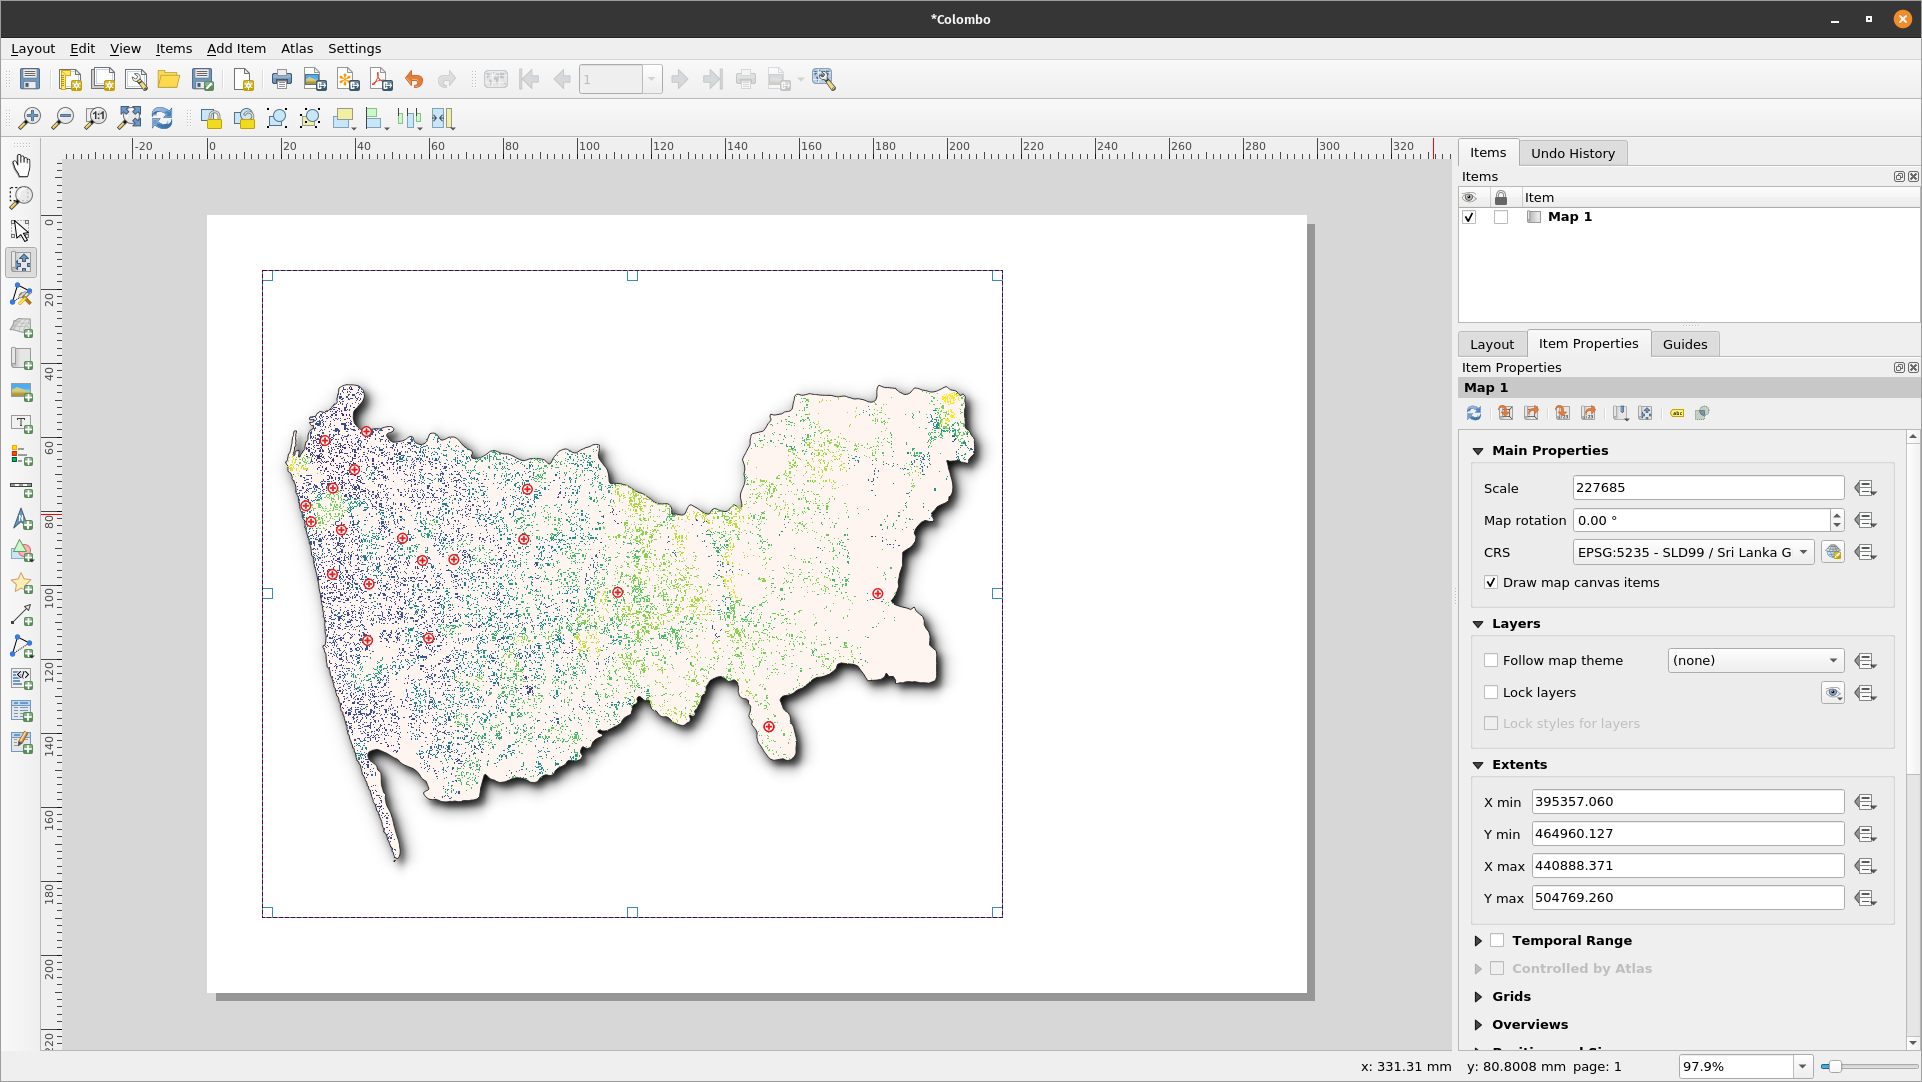 *Colombo
Layout Edit View Items Add Item Atlas Settings
1
1:1
-20 0 20 40 60 80 100 120 140 160 180 200 220 240 260 280 300 320
0
20
40
60
80
100
120
140
160
180
200
220
Items Undo History
Items
Item
Map 1
Layout Item Properties Guides
Item Properties
Map 1
Main Properties
Scale 227685
Map rotation 0.00 °
CRS EPSG:5235 - SLD99 / Sri Lanka G
Draw map canvas items
Layers
Follow map theme (none)
Lock layers
Lock styles for layers
Extents
X min 395357.060
Y min 464960.127
X max 440888.371
Y max 504769.260
Temporal Range
Controlled by Atlas
Grids
Overviews
x: 331.31 mm y: 80.8008 mm page: 1 97.9%